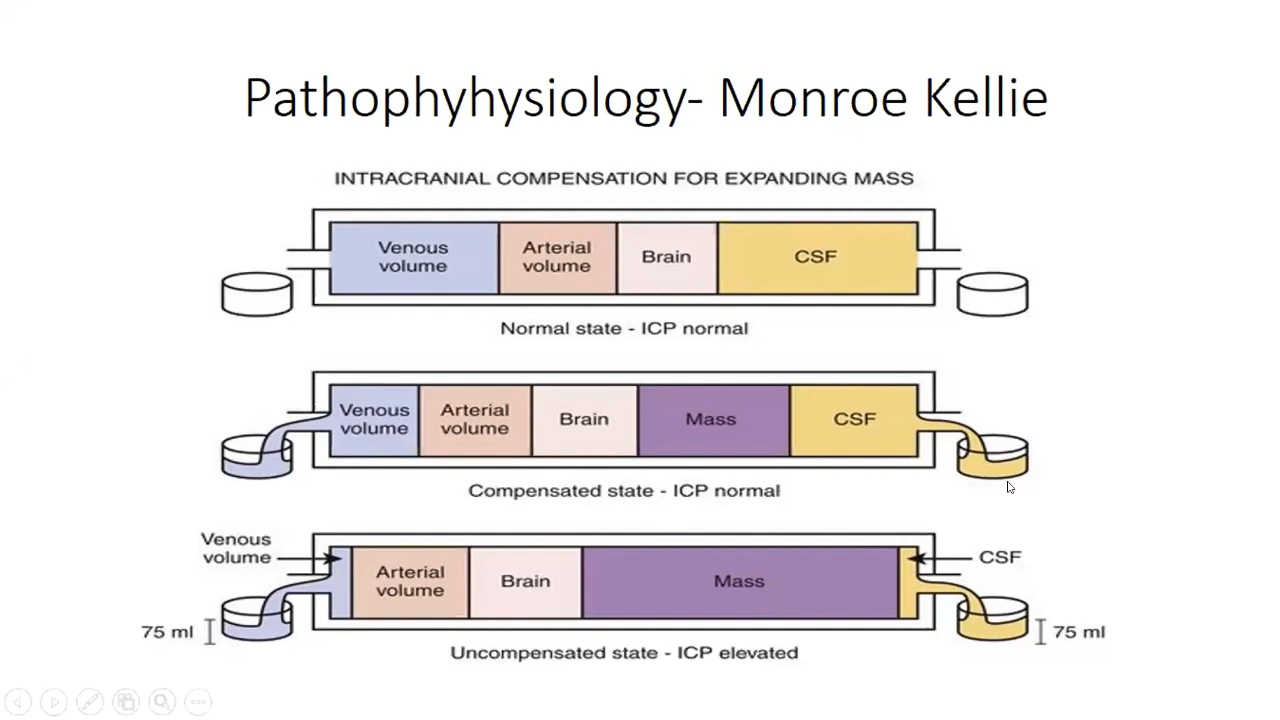 Pathophyhysiology- Monroe Kellie
INTRACRANIAL COMPENSATION FOR EXPANDING MASS
Venous
volume
Arterial
volume
Brain
CSF
Normal state - ICP normal
Venous
volume
Arterial
volume
Brain
Mass
CSF
Compensated state - ICP normal
Venous
volume
Arterial
volume
Brain
Mass
CSF
75 ml
75 ml
Uncompensated state - ICP elevated